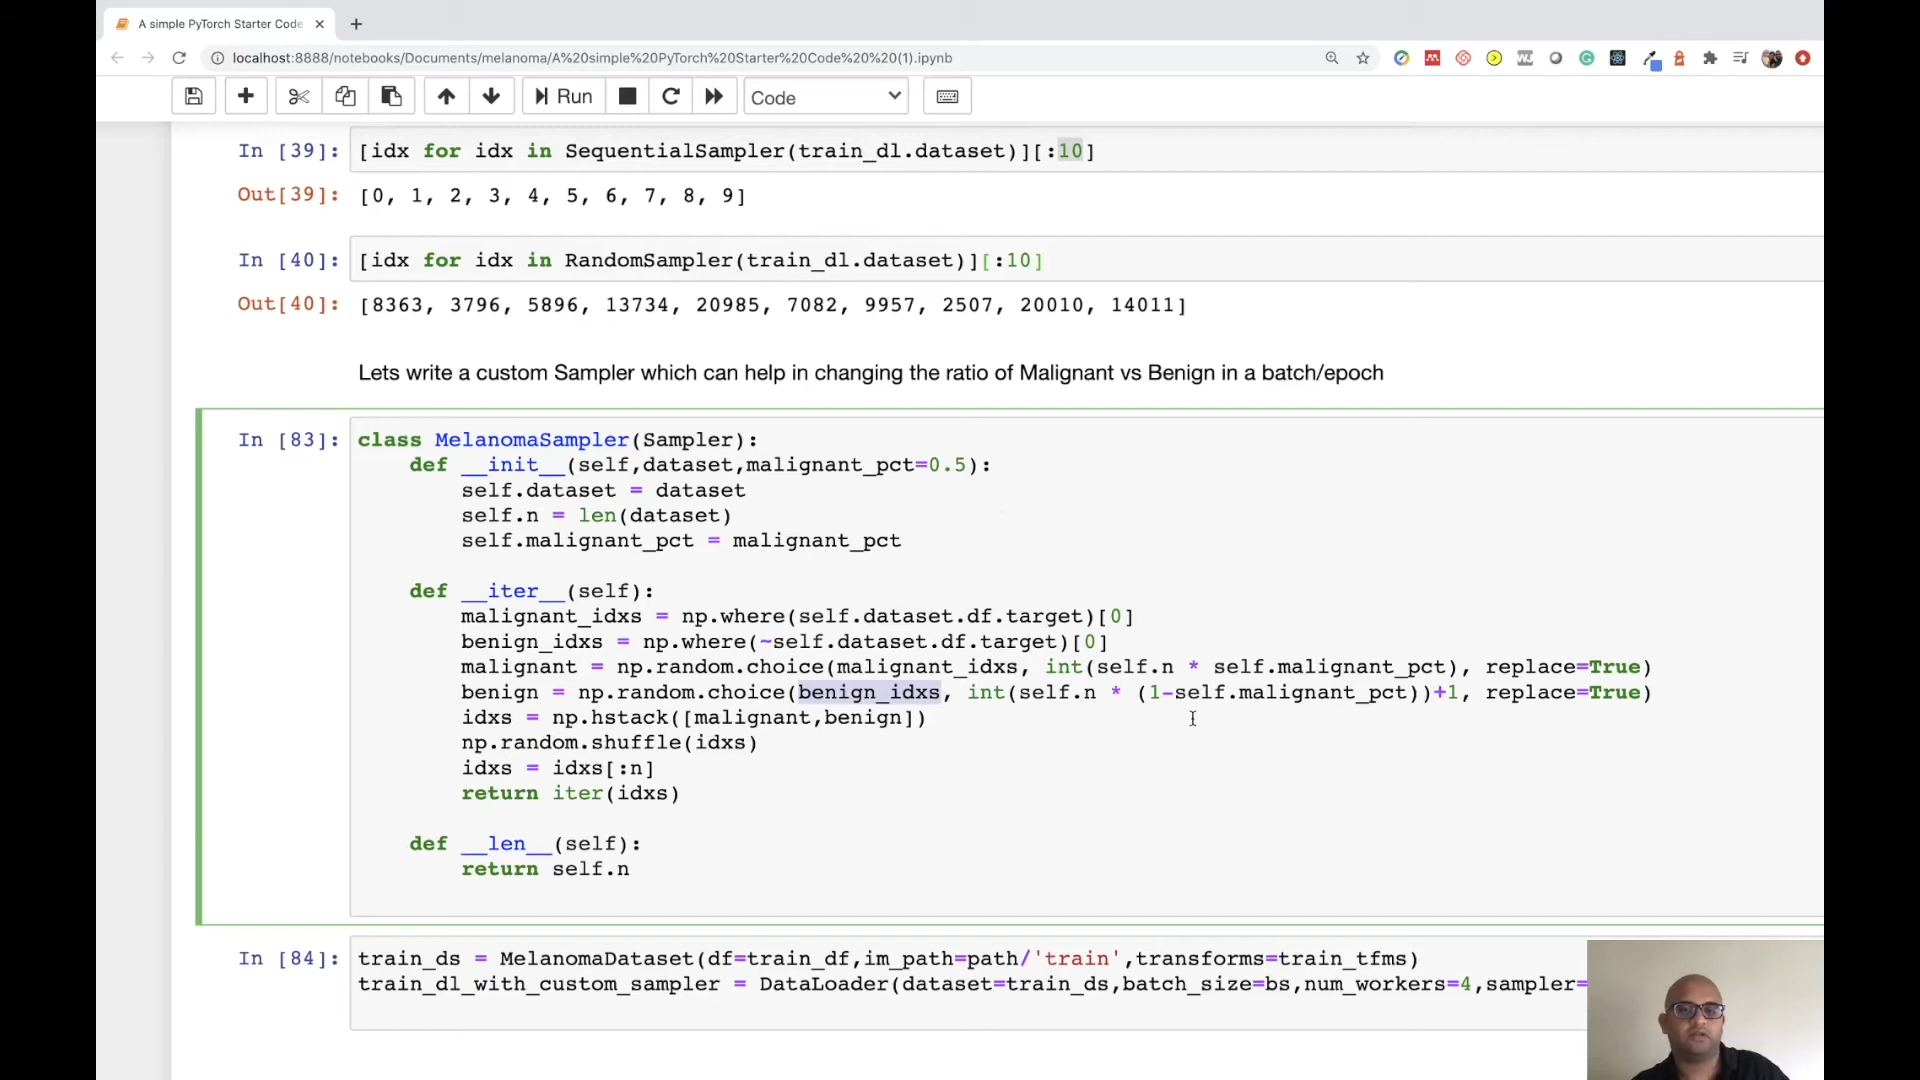 A simple PyTorch Starter Code
localhost:8888/notebooks/Documents/melanoma/A%20simple%20PyTorch%20Starter%20Code%20%20(1).ipynb
Run
Code
In [39]: [idx for idx in SequentialSampler(train_dl.dataset)][:10]
Out[39]: [0, 1, 2, 3, 4, 5, 6, 7, 8, 9]
In [40]: [idx for idx in RandomSampler(train_dl.dataset)][:10]
Out[40]: [8363, 3796, 5896, 13734, 20985, 7082, 9957, 2507, 20010, 14011]
Lets write a custom Sampler which can help in changing the ratio of Malignant vs Benign in a batch/epoch
In [83]: class MelanomaSampler(Sampler):
def __init__(self,dataset,malignant_pct=0.5):
self.dataset = dataset
self.n = len(dataset)
self.malignant_pct = malignant_pct
def __iter__(self):
malignant_idxs = np.where(self.dataset.df.target)[0]
benign_idxs = np.where(~self.dataset.df.target)[0]
malignant = np.random.choice(malignant_idxs, int(self.n * self.malignant_pct), replace=True)
benign = np.random.choice(benign_idxs, int(self.n * (1-self.malignant_pct))+1, replace=True)
idxs = np.hstack([malignant,benign])
np.random.shuffle(idxs)
idxs = idxs[:n]
return iter(idxs)
def __len__(self):
return self.n
In [84]: train_ds = MelanomaDataset(df=train_df,im_path=path/'train',transforms=train_tfms)
train_dl_with_custom_sampler = DataLoader(dataset=train_ds,batch_size=bs,num_workers=4,sampler=